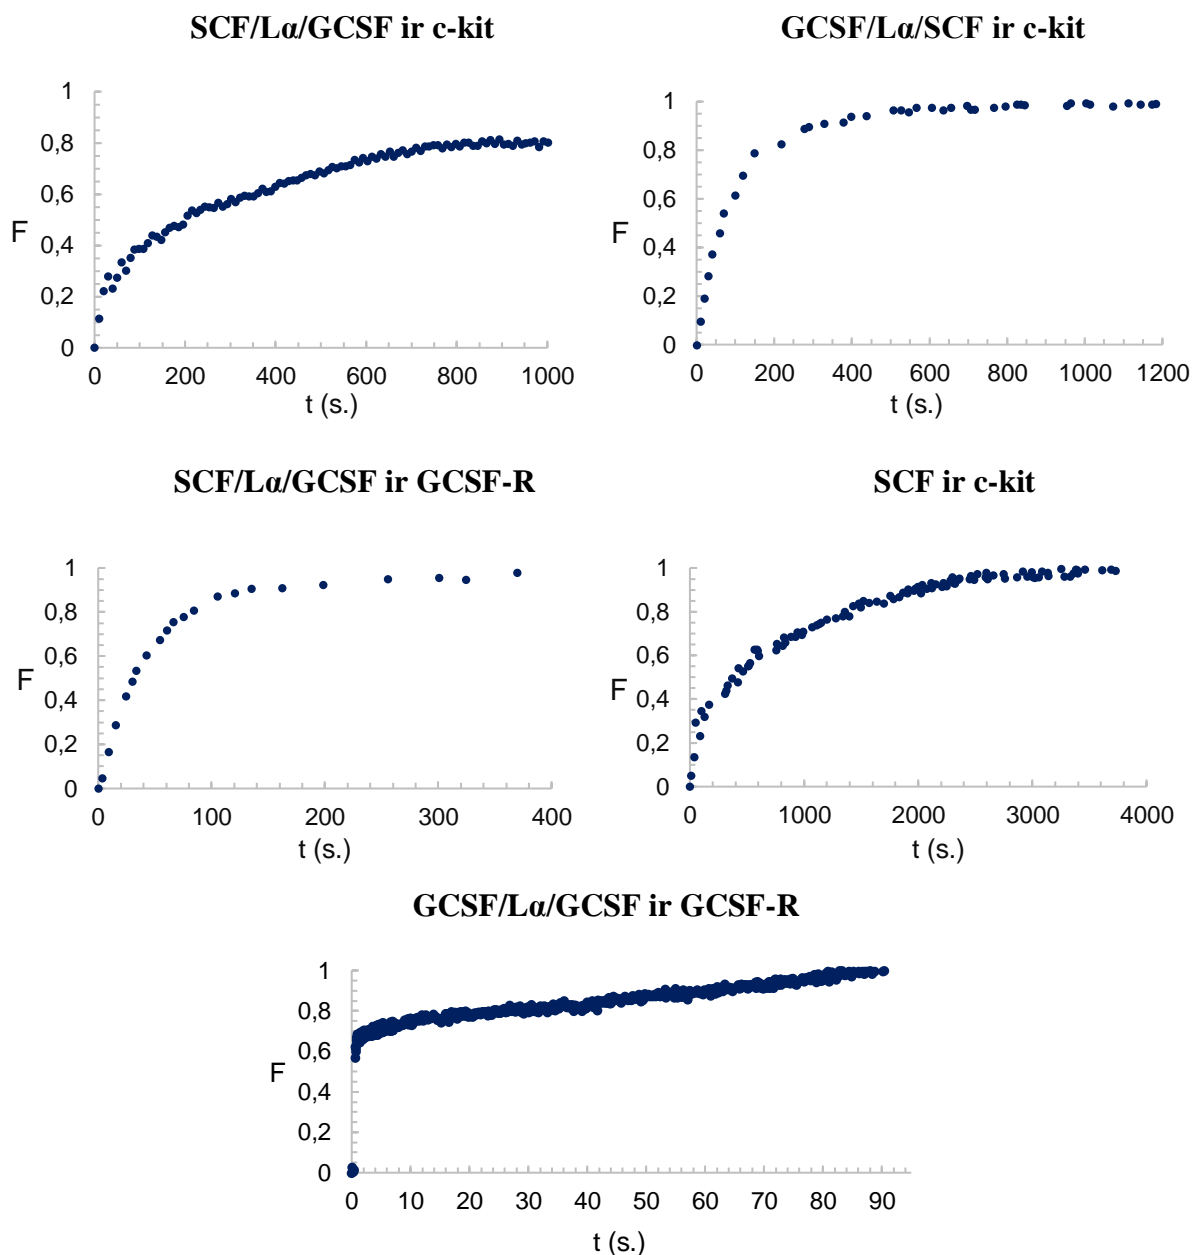 SCF/Lα/GCSF ir c-kit
1
0,8
0,6
F
0,4
0,2
0
0 200 400 600 800 1000
t (s.)
GCSF/Lα/SCF ir c-kit
1
0,8
0,6
F
0,4
0,2
0
0 200 400 600 800 1000 1200
t (s.)
SCF/Lα/GCSF ir GCSF-R
1
0,8
0,6
F
0,4
0,2
0
0 100 200 300 400
t (s.)
SCF ir c-kit
1
0,8
0,6
F
0,4
0,2
0
0 1000 2000 3000 4000
t (s.)
GCSF/Lα/GCSF ir GCSF-R
1
0,8
0,6
F
0,4
0,2
0
0 10 20 30 40 50 60 70 80 90
t (s.)